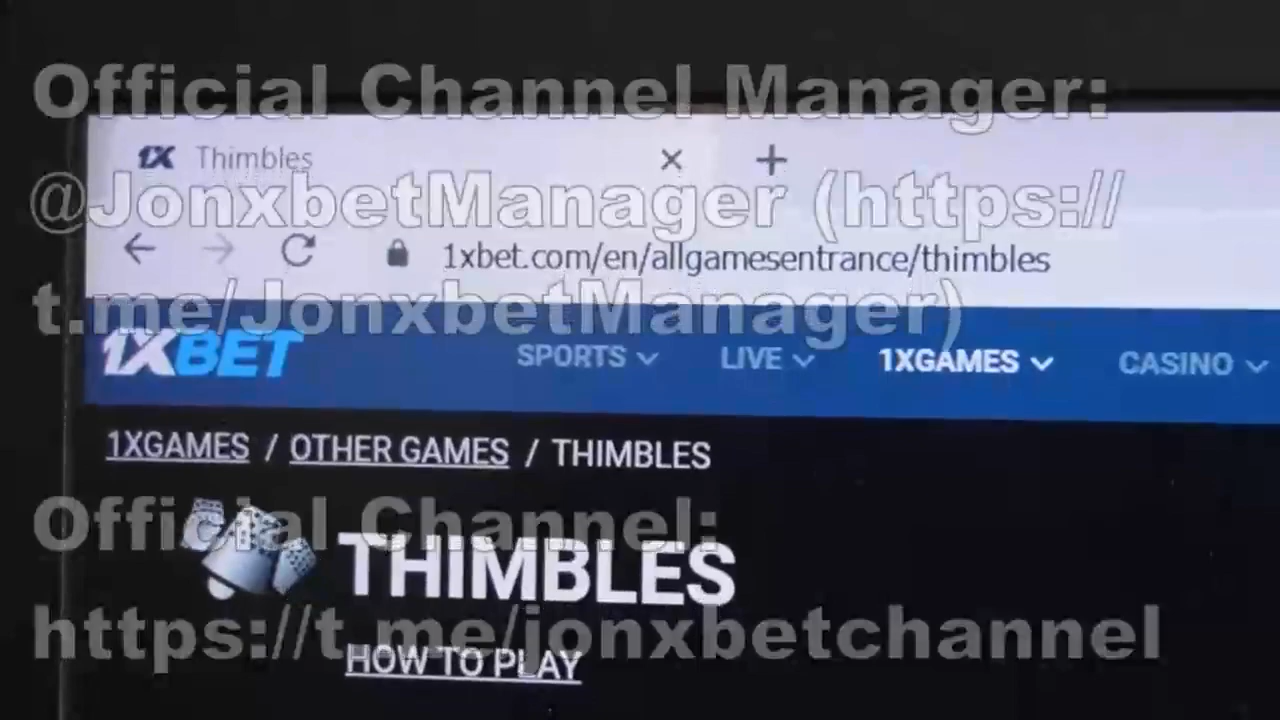 Official Channel Manager:
1X Thimbles
@JonxbetManager (https://
1xbet.com/en/allgamesentrance/thimbles
t.me/JonxbetManager)
1XBET
SPORTS
LIVE
1XGAMES
CASINO
1XGAMES / OTHER GAMES / THIMBLES
Official Channel:
THIMBLES
https://t.me/jonxbetchannel
HOW TO PLAY